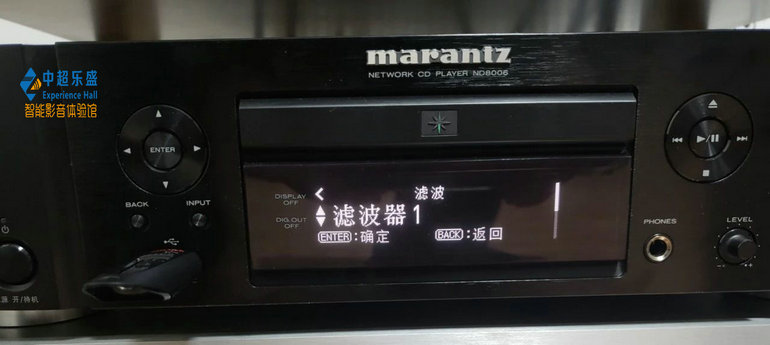 中超乐盛
Experience Hall
智能影音体验馆
marantz
NETWORK CD PLAYER ND8006
ENTER
BACK
INPUT
DISPLAY OFF
DIG.OUT OFF
滤波
滤波器1
ENTER:确定
BACK:返回
PHONES
LEVEL
开/待机